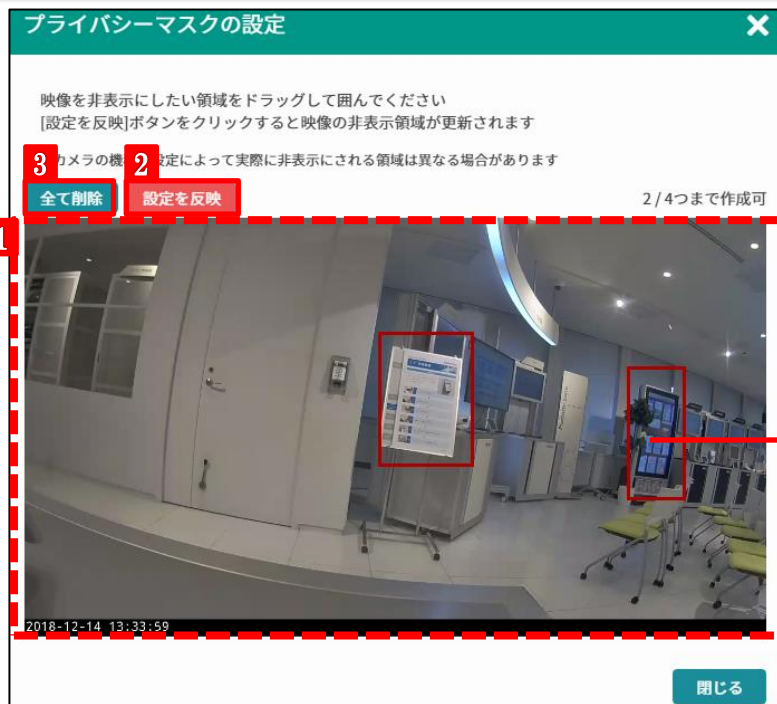 プライバシーマスクの設定
映像を非表示にしたい領域をドラッグして囲んでください
[設定を反映]ボタンをクリックすると映像の非表示領域が更新されます
カメラの機 設定によって実際に非表示にされる領域は異なる場合があります
3
2
全て削除
設定を反映
2/4つまで作成可
1
2018-12-14 13:33:59
閉じる